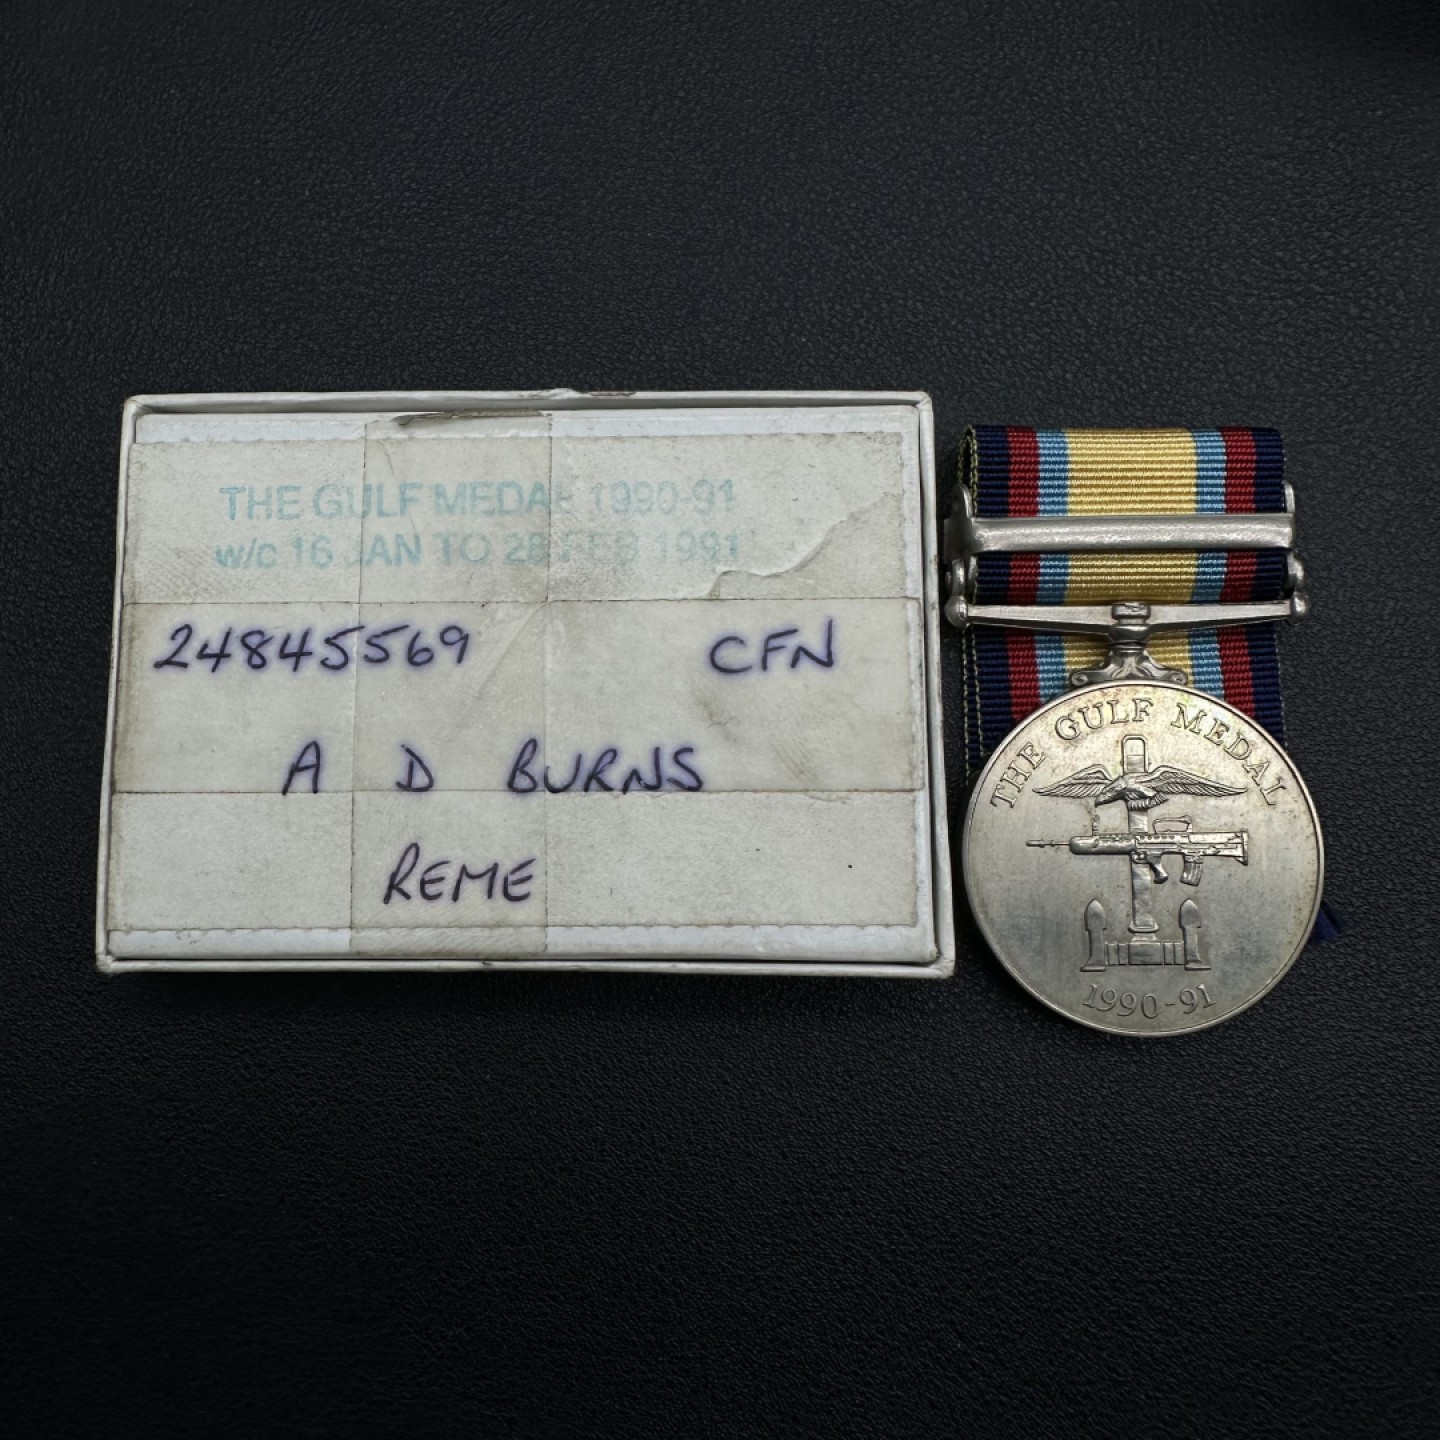 THE GULF MEDAL 1990-91
w/c 16 JAN TO 28 FEB 1991
24845569 CFN
A D BURNS
REME
THE GULF MEDAL
1990-91